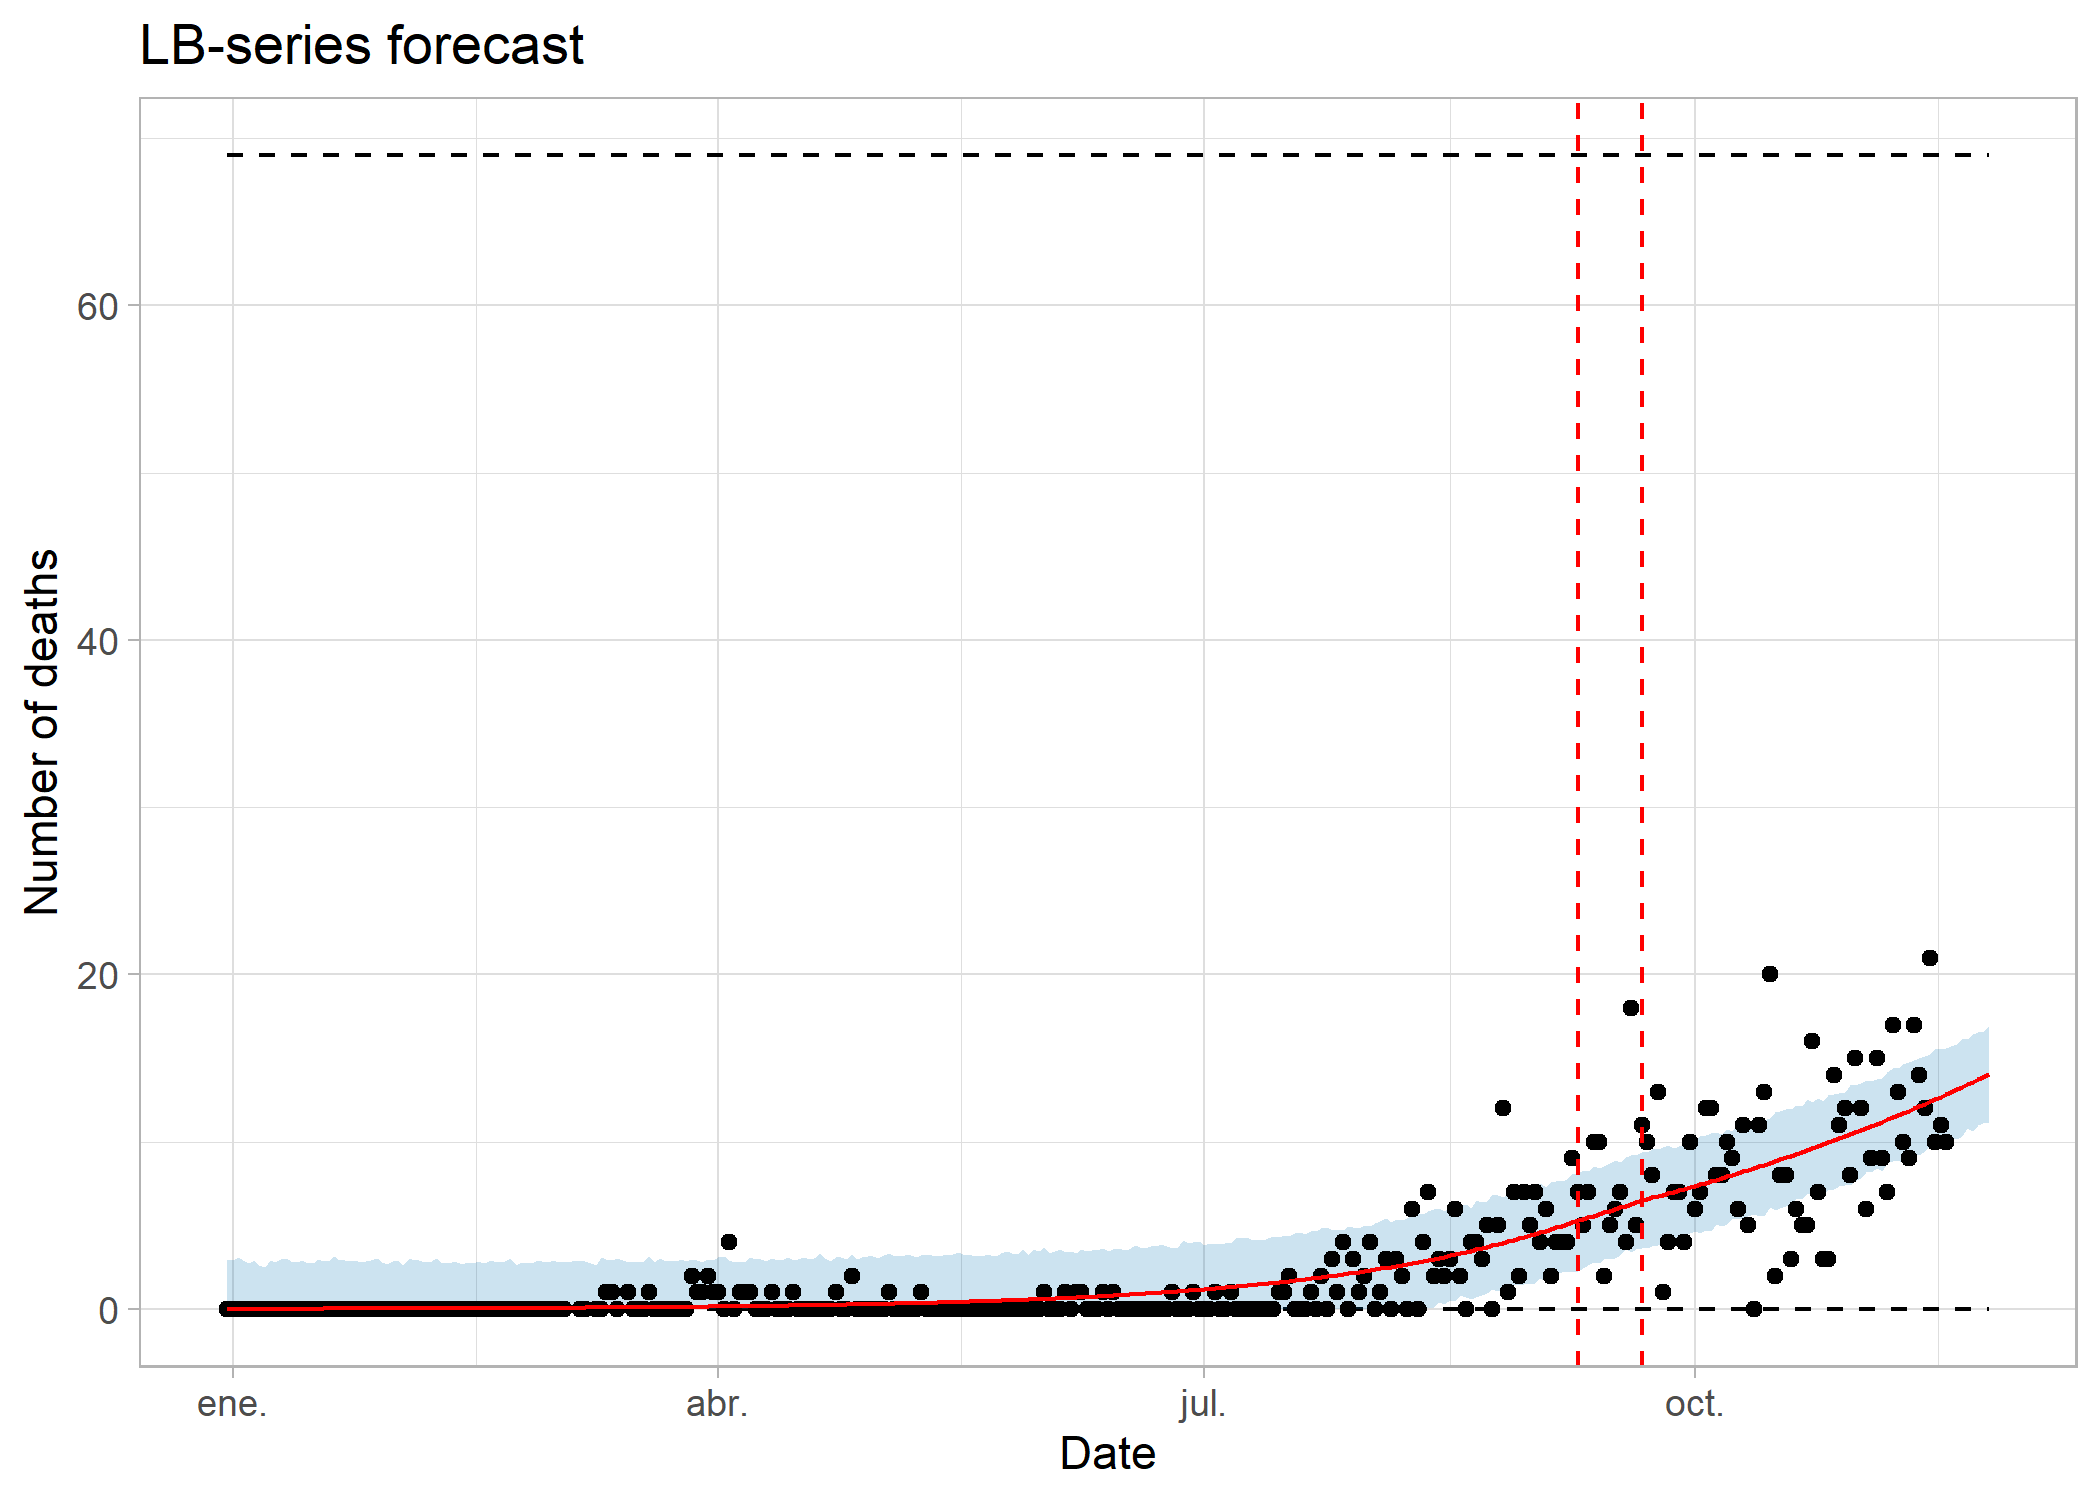 LB-series forecast
Number of deaths
60
40
20
0
ene.
abr.
jul.
oct.
Date